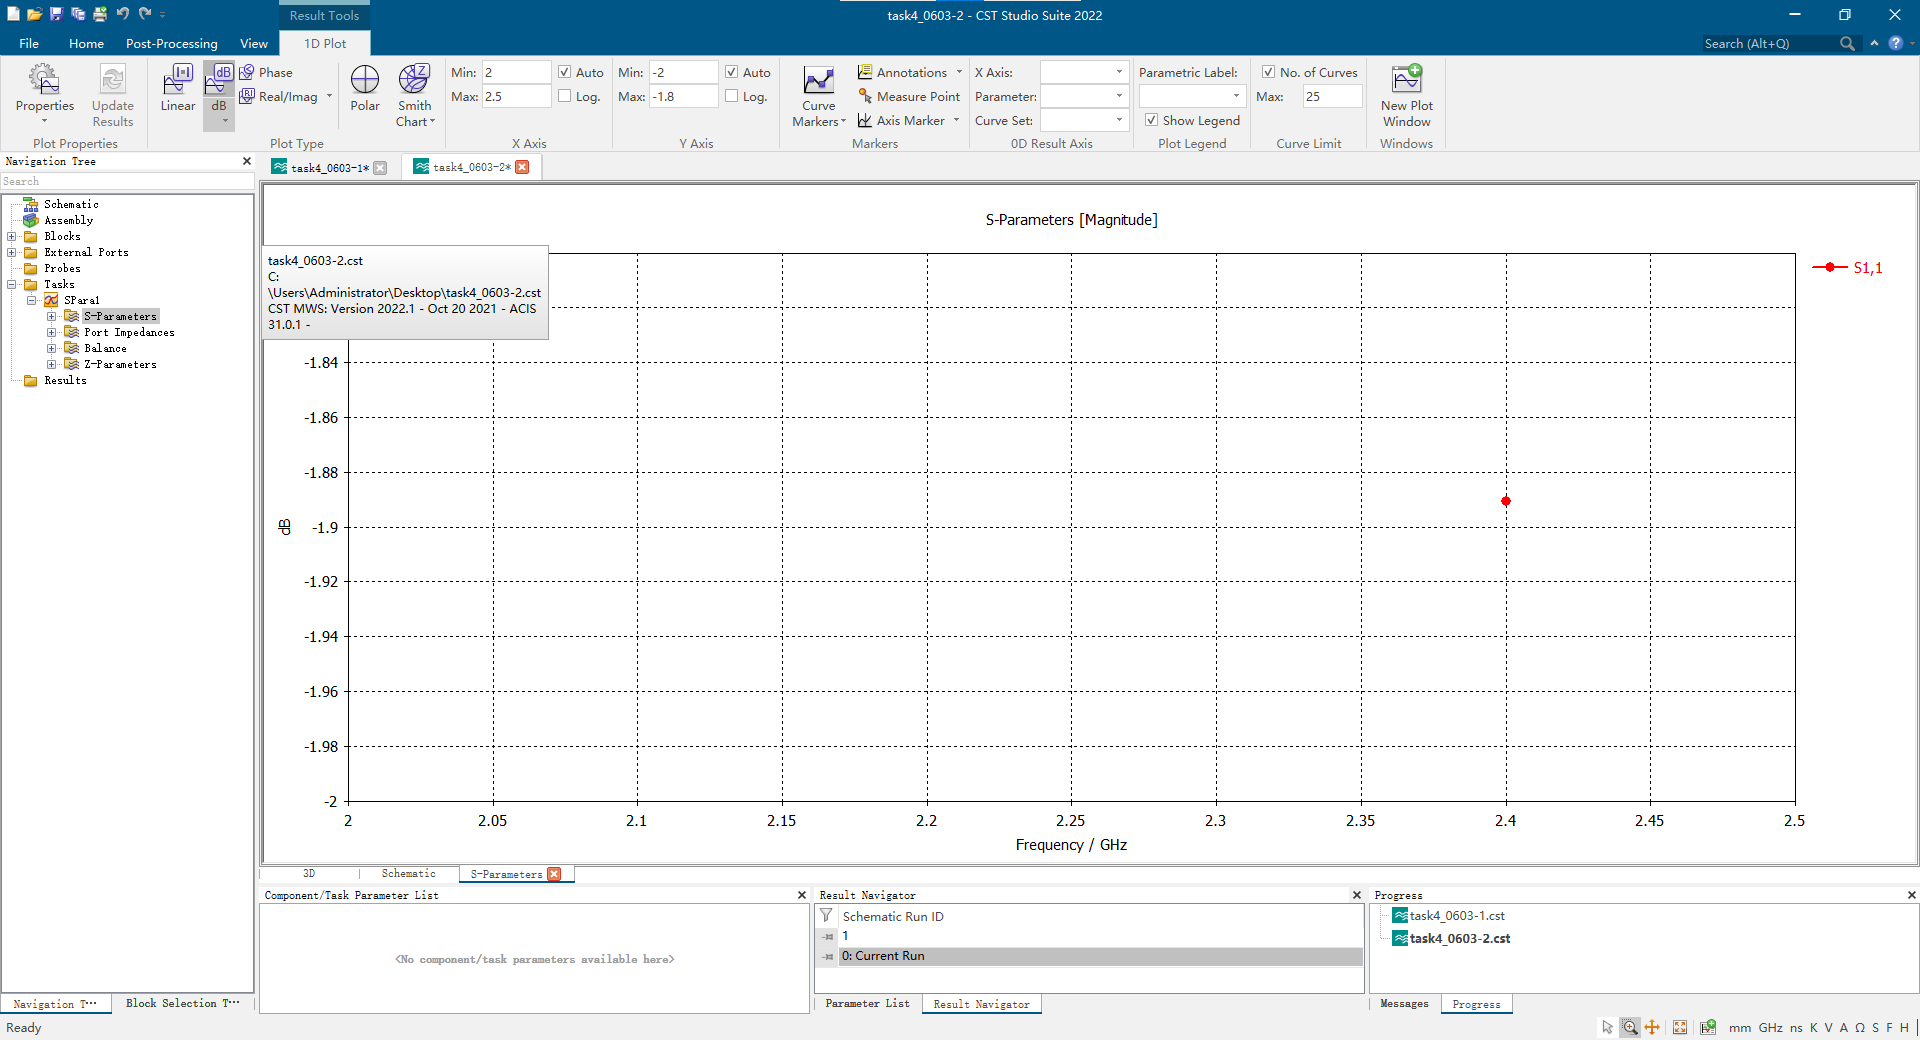 Result Tools
task4_0603-2 - CST Studio Suite 2022
File
Home
Post-Processing
View
1D Plot
Search (Alt+Q)
Properties
Update Results
Linear
dB
Phase
Real/Imag
Polar
Smith Chart
Min: 2
Auto
Max: 2.5
Log.
Min: -2
Auto
Max: -1.8
Log.
Curve Markers
Annotations
Measure Point
Axis Marker
X Axis:
Parameter:
Curve Set:
Parametric Label:
Show Legend
No. of Curves
Max: 25
New Plot Window
Plot Properties
Plot Type
X Axis
Y Axis
Markers
0D Result Axis
Plot Legend
Curve Limit
Windows
Navigation Tree
Search
Schematic
Assembly
Blocks
External Ports
Probes
Tasks
SPara1
S-Parameters
Port Impedances
Balance
Z-Parameters
Results
task4_0603-1*
task4_0603-2*
S-Parameters [Magnitude]
task4_0603-2.cst
C:
\Users\Administrator\Desktop\task4_0603-2.cst
CST MWS: Version 2022.1 - Oct 20 2021 - ACIS
31.0.1 -
S1,1
-1.84
-1.86
-1.88
-1.9
-1.92
-1.94
-1.96
-1.98
-2
dB
2
2.05
2.1
2.15
2.2
2.25
2.3
2.35
2.4
2.45
2.5
Frequency / GHz
3D
Schematic
S-Parameters
Component/Task Parameter List
<No component/task parameters available here>
Result Navigator
Schematic Run ID
1
0: Current Run
Parameter List
Result Navigator
Progress
task4_0603-1.cst
task4_0603-2.cst
Messages
Progress
Navigation T···
Block Selection T···
Ready
mm GHz ns K V A Ω S F H